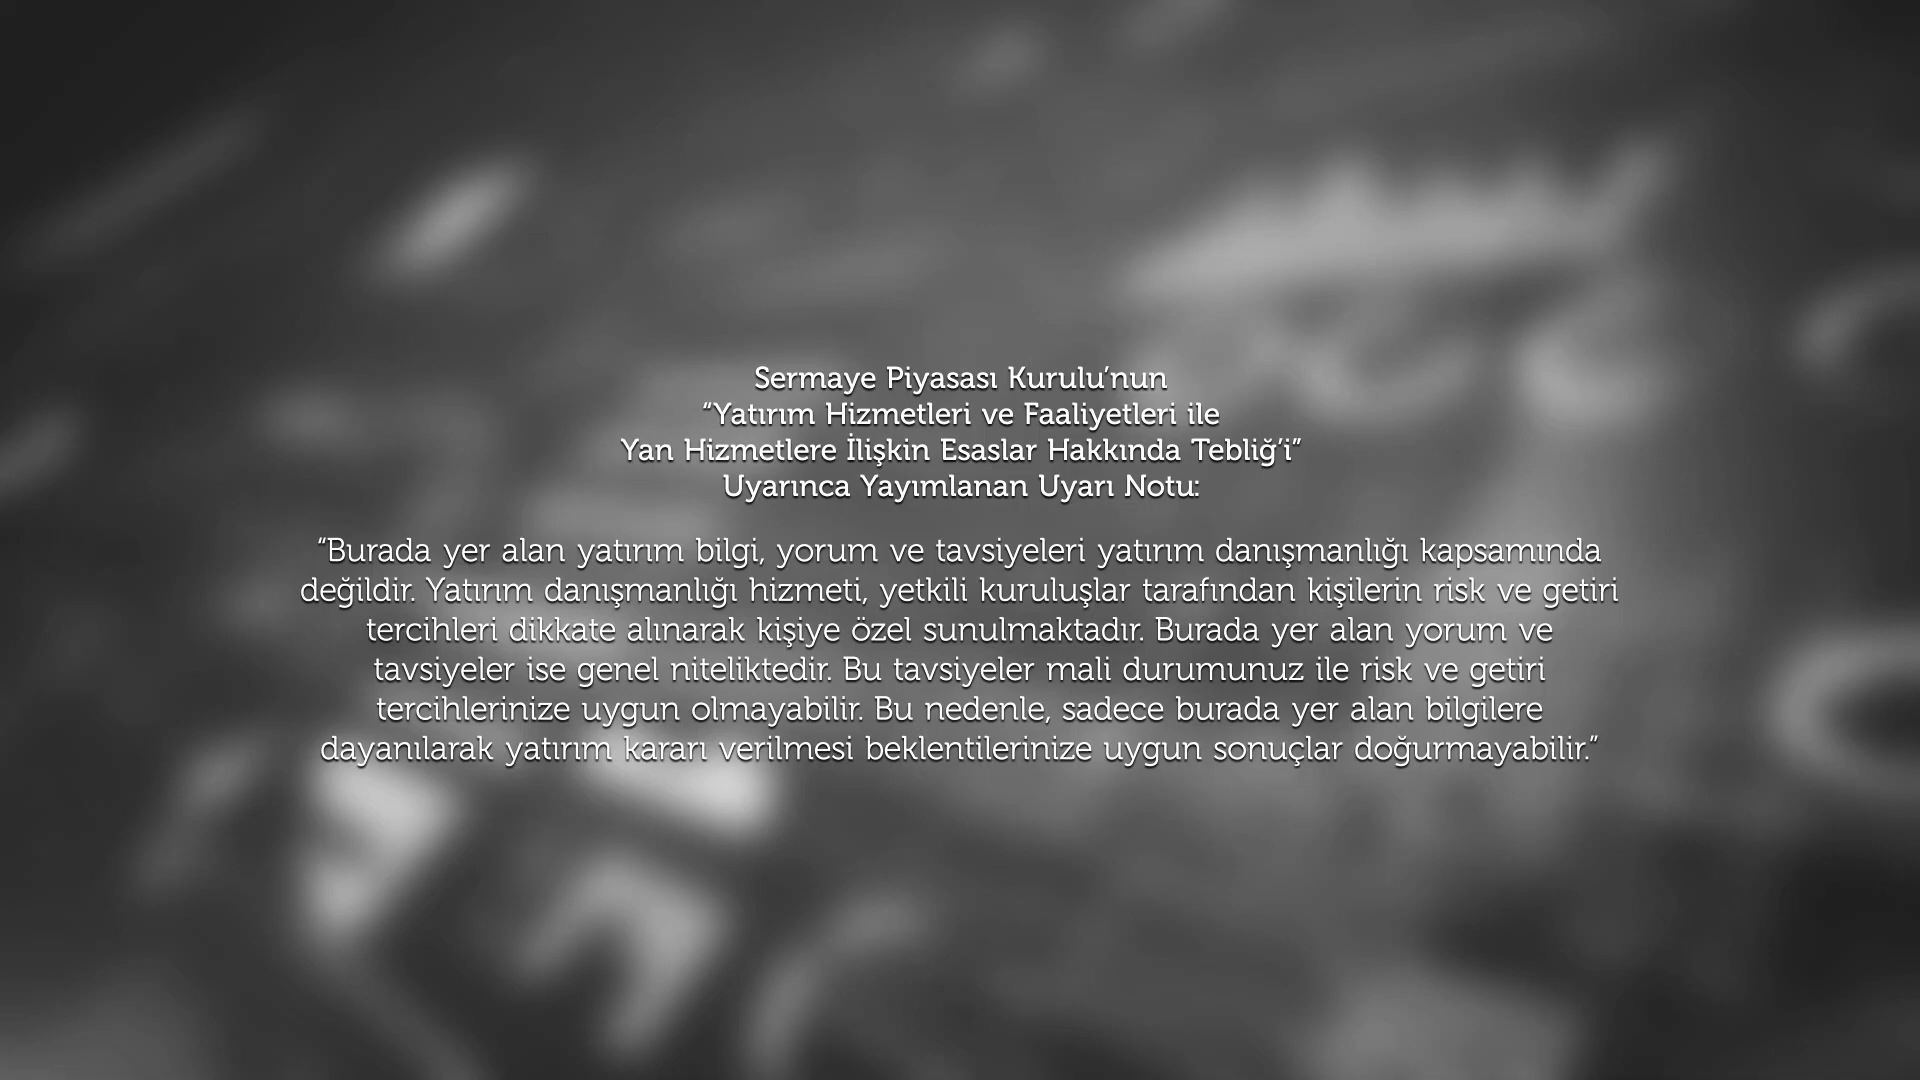 Sermaye Piyasası Kurulu’nun
“Yatırım Hizmetleri ve Faaliyetleri ile
Yan Hizmetlere İlişkin Esaslar Hakkında Tebliğ’i”
Uyarınca Yayımlanan Uyarı Notu:
“Burada yer alan yatırım bilgi, yorum ve tavsiyeleri yatırım danışmanlığı kapsamında
değildir. Yatırım danışmanlığı hizmeti, yetkili kuruluşlar tarafından kişilerin risk ve getiri
tercihleri dikkate alınarak kişiye özel sunulmaktadır. Burada yer alan yorum ve
tavsiyeler ise genel niteliktedir. Bu tavsiyeler mali durumunuz ile risk ve getiri
tercihlerinize uygun olmayabilir. Bu nedenle, sadece burada yer alan bilgilere
dayanılarak yatırım kararı verilmesi beklentilerinize uygun sonuçlar doğurmayabilir.”